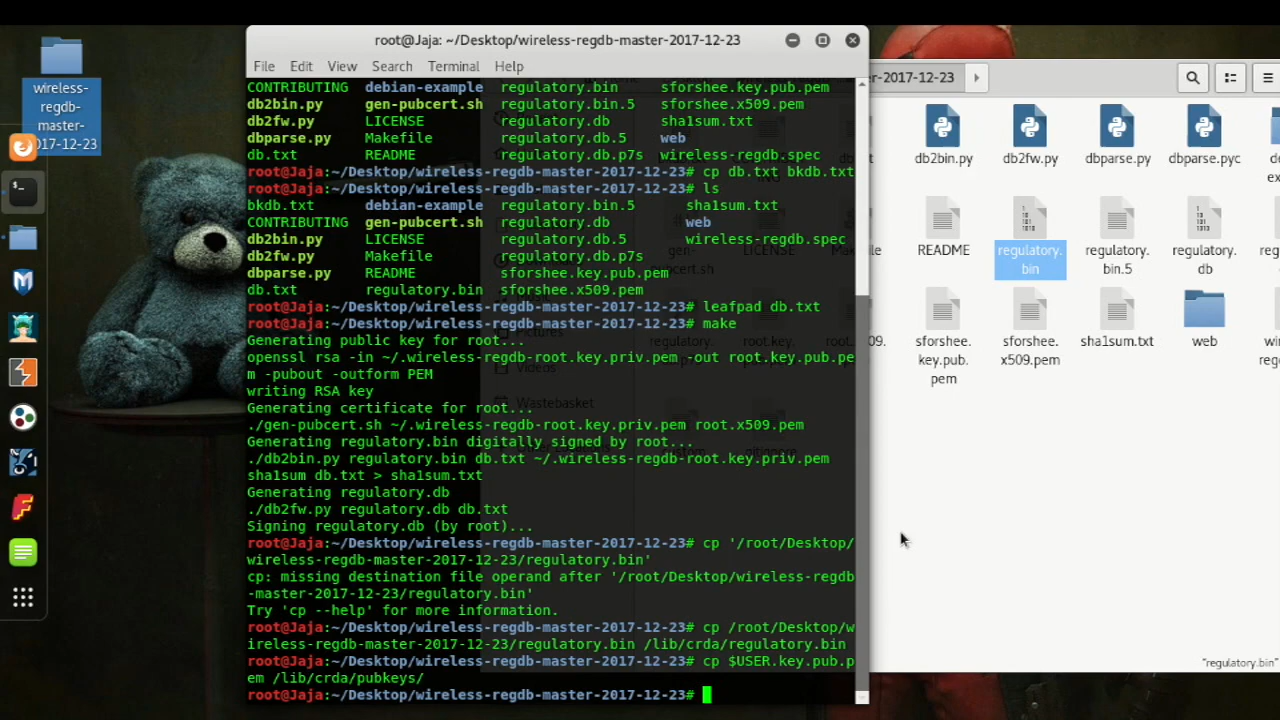 wireless-
regdb-
master-
2017-12-23
root@Jaja: ~/Desktop/wireless-regdb-master-2017-12-23
File Edit View Search Terminal Help
CONTRIBUTING debian-example regulatory.bin sforshee.key.pub.pem
db2bin.py gen-pubcert.sh regulatory.bin.5 sforshee.x509.pem
db2fw.py LICENSE regulatory.db sha1sum.txt
dbparse.py Makefile regulatory.db.5 web
db.txt README regulatory.db.p7s wireless-regdb.spec
root@Jaja:~/Desktop/wireless-regdb-master-2017-12-23# cp db.txt bkdb.txt
root@Jaja:~/Desktop/wireless-regdb-master-2017-12-23# ls
bkdb.txt debian-example regulatory.bin.5 sha1sum.txt
CONTRIBUTING gen-pubcert.sh regulatory.db web
db2bin.py LICENSE regulatory.db.5 wireless-regdb.spec
db2fw.py Makefile regulatory.db.p7s
dbparse.py README sforshee.key.pub.pem
db.txt regulatory.bin sforshee.x509.pem
root@Jaja:~/Desktop/wireless-regdb-master-2017-12-23# leafpad db.txt
root@Jaja:~/Desktop/wireless-regdb-master-2017-12-23# make
Generating public key for root...
openssl rsa -in ~/.wireless-regdb-root.key.priv.pem -out root.key.pub.pe
m -pubout -outform PEM
writing RSA key
Generating certificate for root...
./gen-pubcert.sh ~/.wireless-regdb-root.key.priv.pem root.x509.pem
Generating regulatory.bin digitally signed by root...
./db2bin.py regulatory.bin db.txt ~/.wireless-regdb-root.key.priv.pem
sha1sum db.txt > sha1sum.txt
Generating regulatory.db
./db2fw.py regulatory.db db.txt
Signing regulatory.db (by root)...
root@Jaja:~/Desktop/wireless-regdb-master-2017-12-23# cp '/root/Desktop/
wireless-regdb-master-2017-12-23/regulatory.bin'
cp: missing destination file operand after '/root/Desktop/wireless-regdb
-master-2017-12-23/regulatory.bin'
Try 'cp --help' for more information.
root@Jaja:~/Desktop/wireless-regdb-master-2017-12-23# cp /root/Desktop/w
ireless-regdb-master-2017-12-23/regulatory.bin /lib/crda/regulatory.bin
root@Jaja:~/Desktop/wireless-regdb-master-2017-12-23# cp $USER.key.pub.p
em /lib/crda/pubkeys/
root@Jaja:~/Desktop/wireless-regdb-master-2017-12-23#
Videos
Wastebasket
er-2017-12-23
db2bin.py db2fw.py dbparse.py dbparse.pyc
README regulatory.
bin regulatory.
bin.5 regulatory.
db
sforshee.
key.pub.
pem sforshee.
x509.pem sha1sum.txt web
"regulatory.bin"